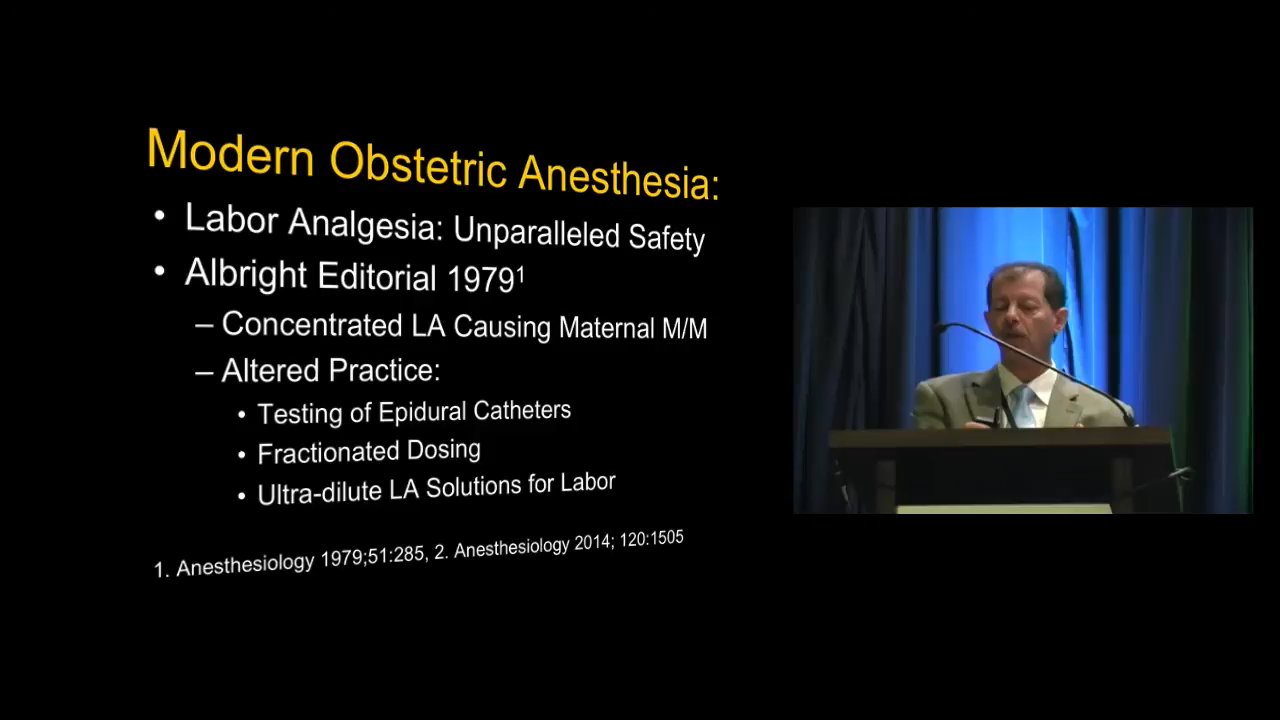 Modern Obstetric Anesthesia:
• Labor Analgesia: Unparalleled Safety
• Albright Editorial 1979¹
– Concentrated LA Causing Maternal M/M
– Altered Practice:
• Testing of Epidural Catheters
• Fractionated Dosing
• Ultra-dilute LA Solutions for Labor
1. Anesthesiology 1979;51:285, 2. Anesthesiology 2014; 120:1505